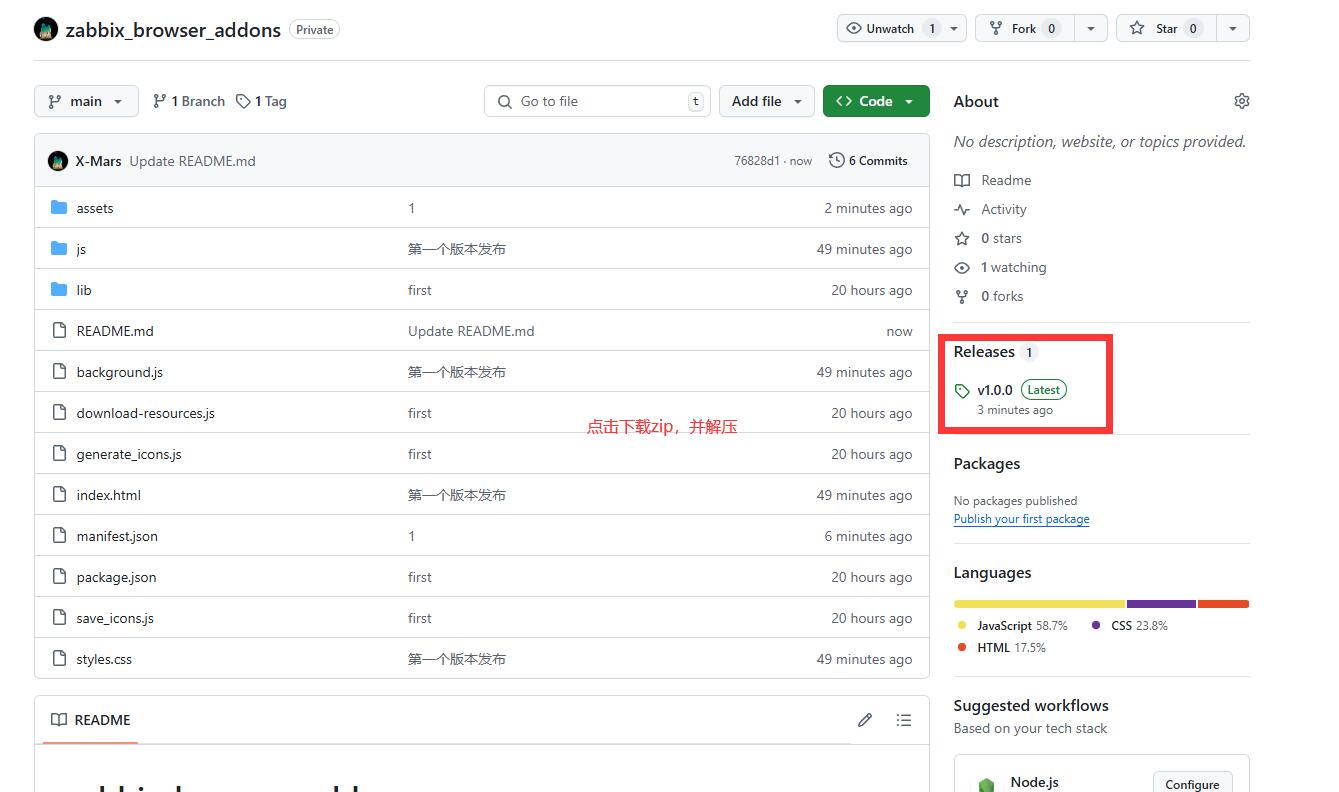 zabbix_browser_addons Private
Unwatch 1 Fork 0 Star 0
main 1 Branch 1 Tag Go to file t Add file Code
X-Mars Update README.md 76828d1 · now 6 Commits
assets 1 2 minutes ago
js 第一个版本发布 49 minutes ago
lib first 20 hours ago
README.md Update README.md now
background.js 第一个版本发布 49 minutes ago
download-resources.js first 20 hours ago
点击下载zip，并解压
generate_icons.js first 20 hours ago
index.html 第一个版本发布 49 minutes ago
manifest.json 1 6 minutes ago
package.json first 20 hours ago
save_icons.js first 20 hours ago
styles.css 第一个版本发布 49 minutes ago
README
About
No description, website, or topics provided.
Readme
Activity
0 stars
1 watching
0 forks
Releases 1
v1.0.0 Latest
3 minutes ago
Packages
No packages published
Publish your first package
Languages
JavaScript 58.7% CSS 23.8%
HTML 17.5%
Suggested workflows
Based on your tech stack
Node.js Configure